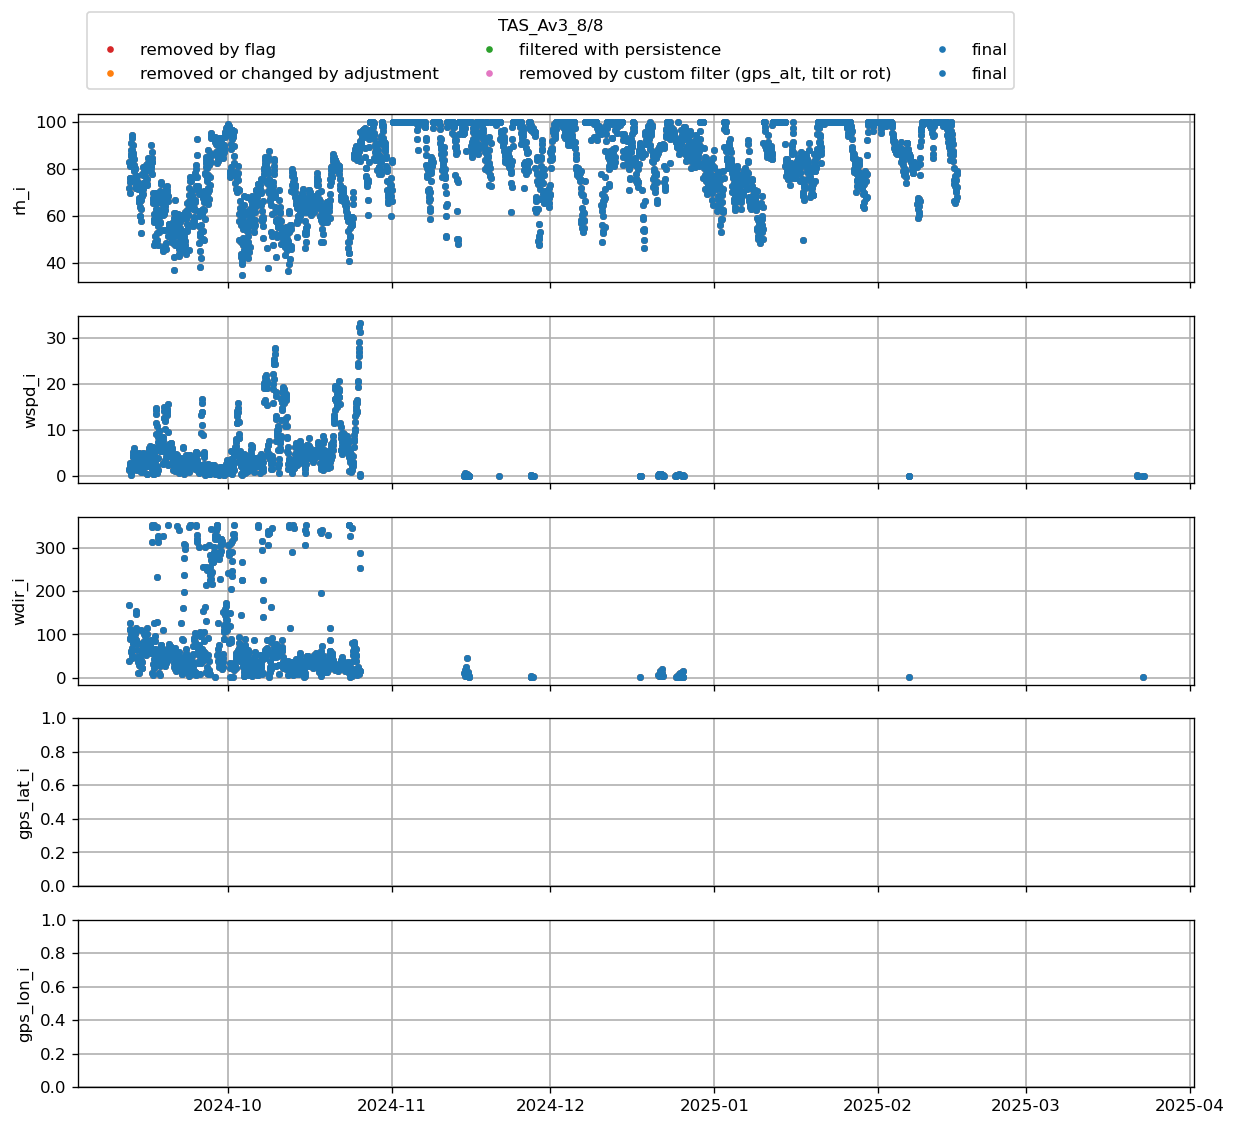 TAS_Av3_8/8
removed by flag
filtered with persistence
final
removed or changed by adjustment
removed by custom filter (gps_alt, tilt or rot)
final
100
80
60
40
rh_i
30
20
10
0
wspd_i
300
200
100
0
wdir_i
1.0
0.8
0.6
0.4
0.2
0.0
gps_lat_i
1.0
0.8
0.6
0.4
0.2
0.0
gps_lon_i
2024-10
2024-11
2024-12
2025-01
2025-02
2025-03
2025-04